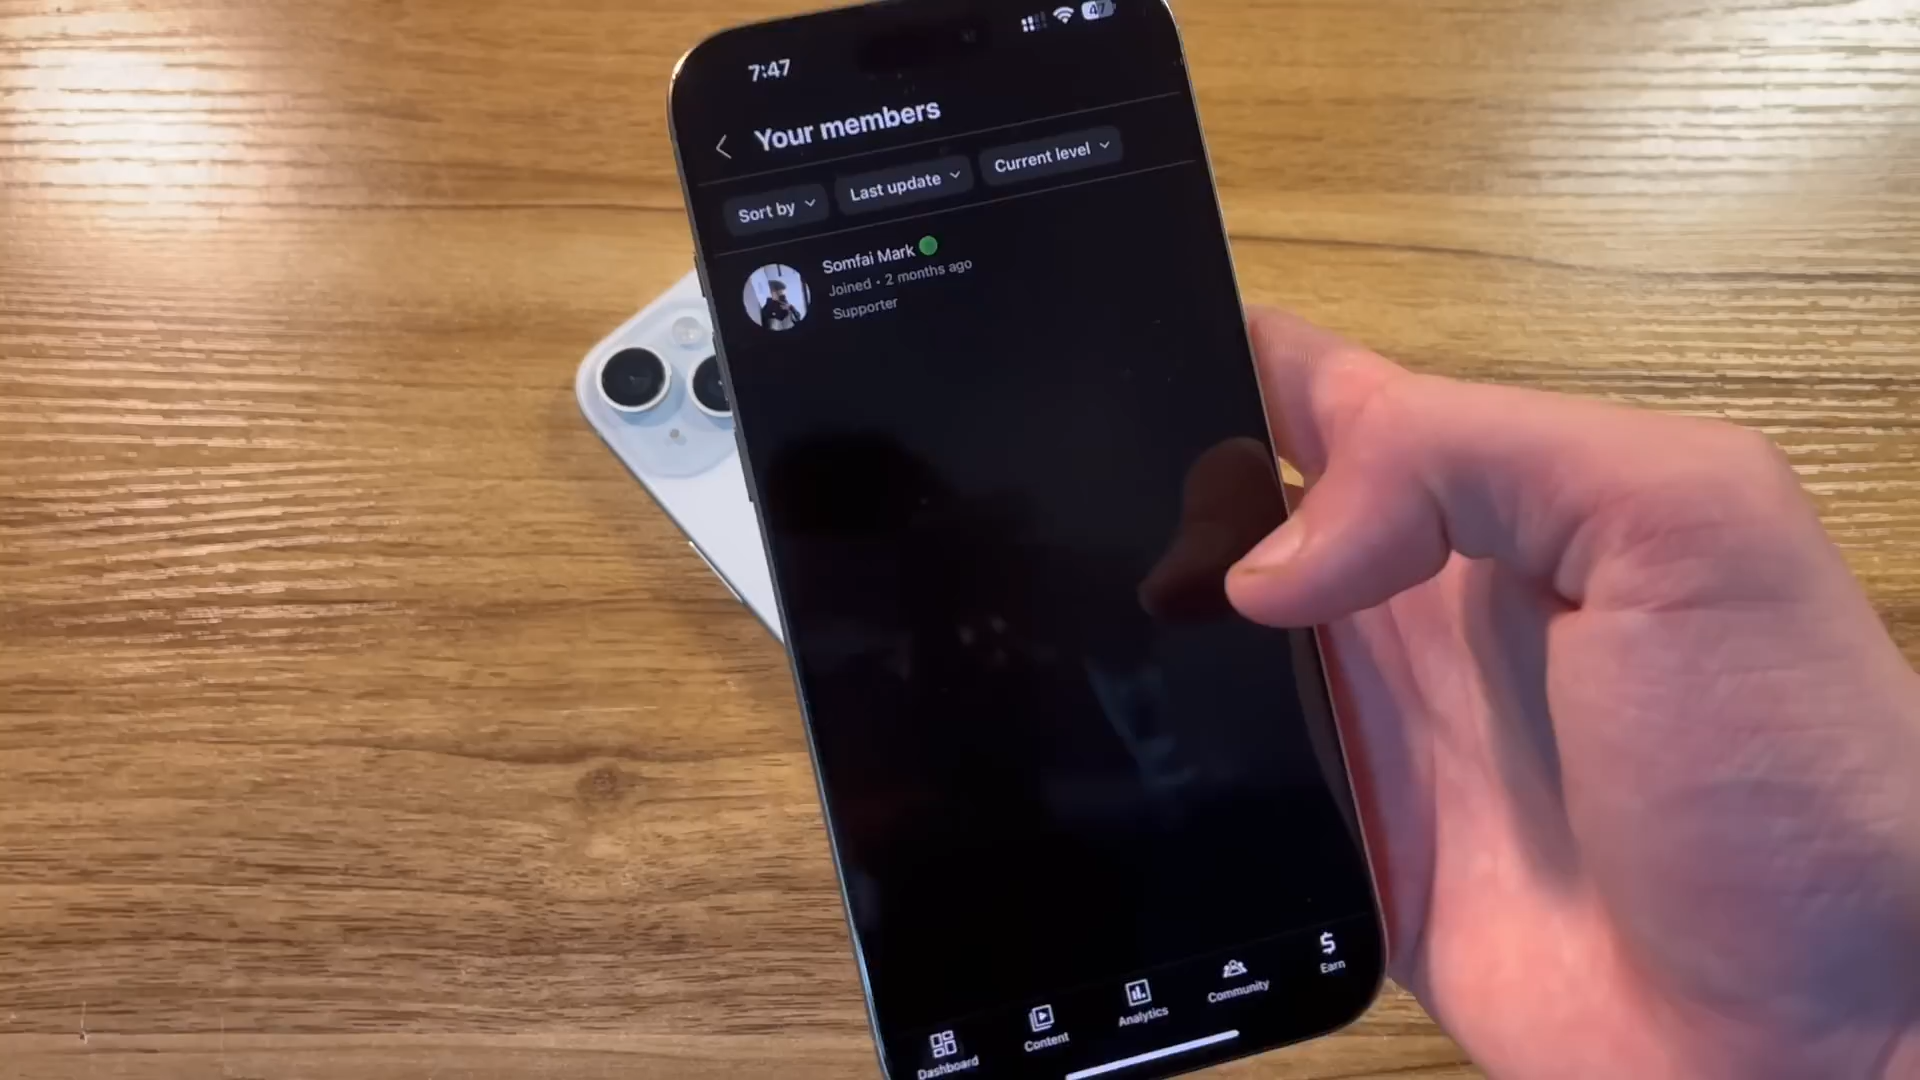 7:47
47
Your members
Sort by
Last update
Current level
Somfai Mark
Joined • 2 months ago
Supporter
Dashboard
Content
Analytics
Community
Earn